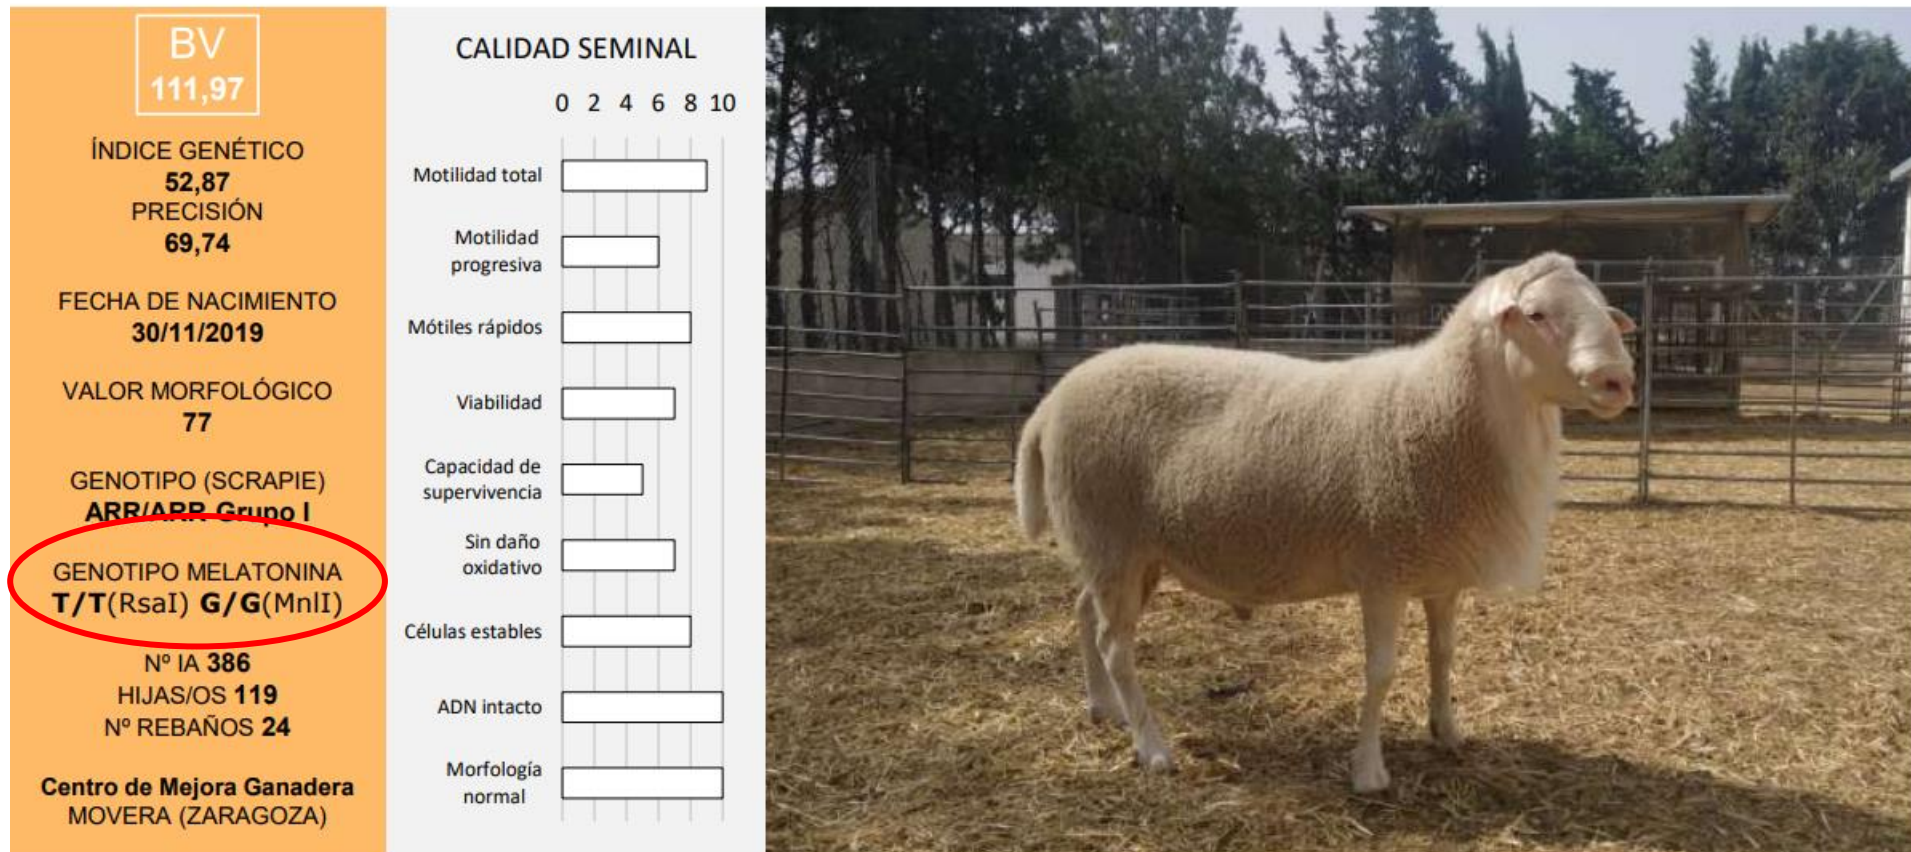 BV
111,97
ÍNDICE GENÉTICO
52,87
PRECISIÓN
69,74
FECHA DE NACIMIENTO
30/11/2019
VALOR MORFOLÓGICO
77
GENOTIPO (SCRAPIE)
ARR/ARR Grupo I
GENOTIPO MELATONINA
T/T(RsaI) G/G(MnlI)
Nº IA 386
HIJAS/OS 119
Nº REBAÑOS 24
Centro de Mejora Ganadera
MOVERA (ZARAGOZA)
CALIDAD SEMINAL
0 2 4 6 8 10
Motilidad total
Motilidad
progresiva
Mótiles rápidos
Viabilidad
Capacidad de
supervivencia
Sin daño
oxidativo
Células estables
ADN intacto
Morfología
normal